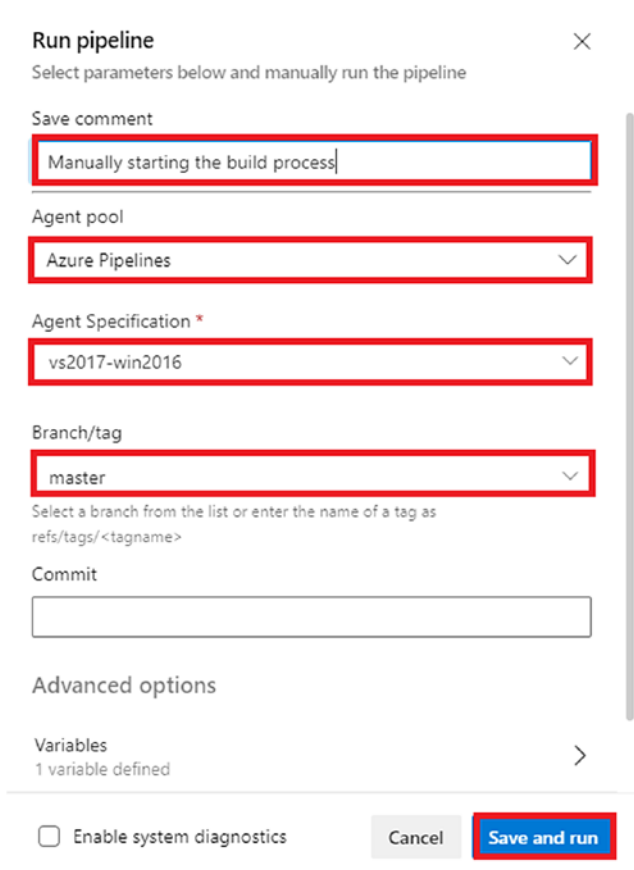 Run pipeline
Select parameters below and manually run the pipeline
Save comment
Manually starting the build process
Agent pool
Azure Pipelines
Agent Specification *
vs2017-win2016
Branch/tag
master
Select a branch from the list or enter the name of a tag as
refs/tags/<tagname>
Commit
Advanced options
Variables
1 variable defined
Enable system diagnostics
Cancel
Save and run